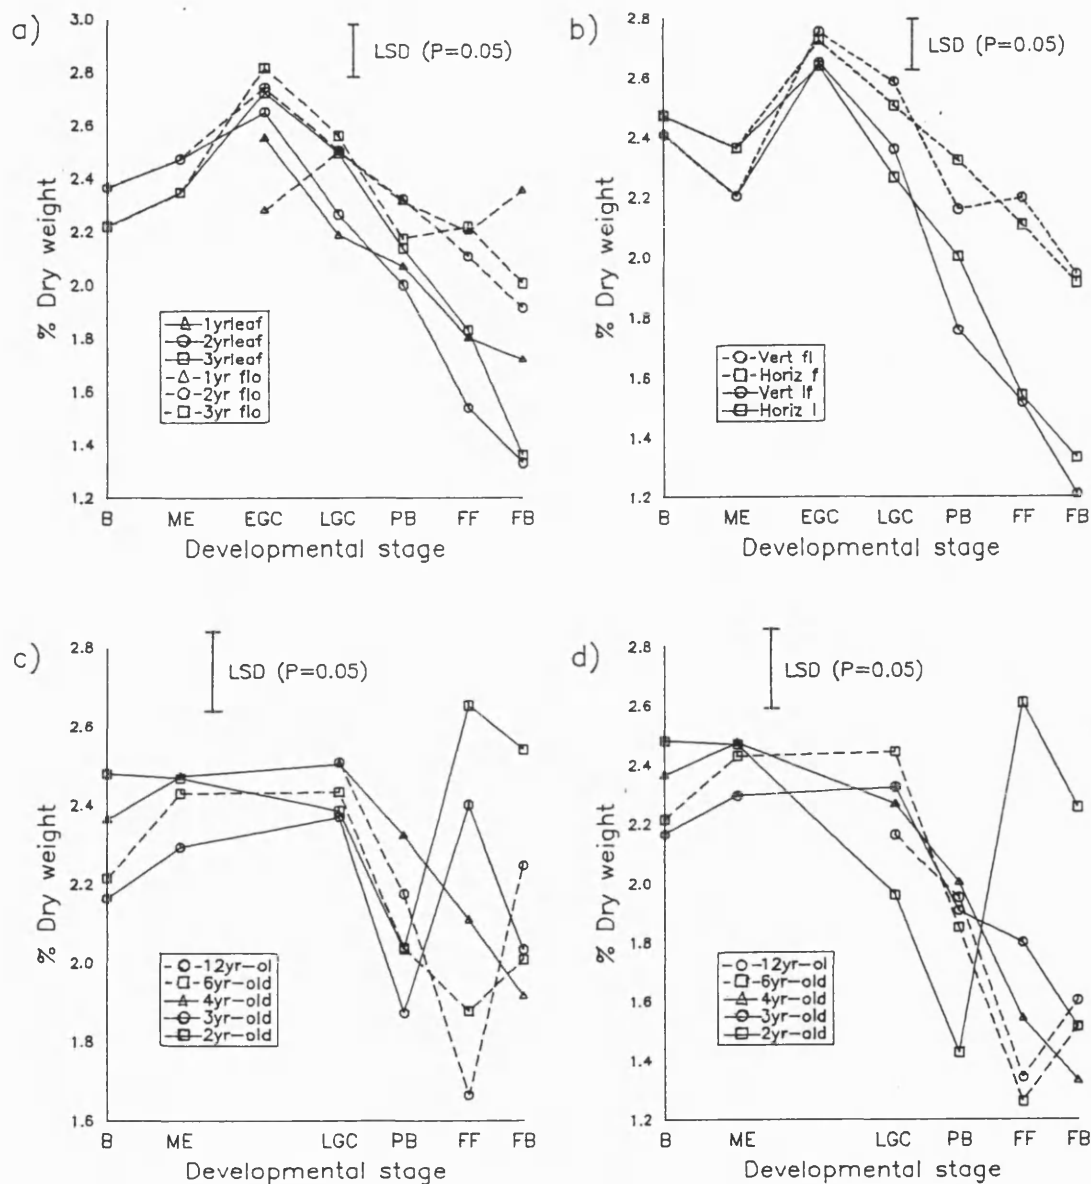 a)
3.0
2.8
2.6
2.4
2.2
2.0
1.8
1.6
1.4
1.2
% Dry weight
LSD (P=0.05)
1yrleaf
2yrleaf
3yrleaf
1yr flo
2yr flo
3yr flo
B ME EGC LGC PB FF FB
Developmental stage
b)
2.8
2.6
2.4
2.2
2.0
1.8
1.6
1.4
1.2
% Dry weight
LSD (P=0.05)
Vert fl
Horiz f
Vert lf
Horiz l
B ME EGC LGC PB FF FB
Developmental stage
c)
2.8
2.6
2.4
2.2
2.0
1.8
1.6
% Dry weight
LSD (P=0.05)
12yr-ol
6yr-old
4yr-old
3yr-old
2yr-old
B ME LGC PB FF FB
Developmental stage
d)
2.8
2.6
2.4
2.2
2.0
1.8
1.6
1.4
1.2
% Dry weight
LSD (P=0.05)
12yr-ol
6yr-old
4yr-old
3yr-old
2yr-old
B ME LGC PB FF FB
Developmental stage